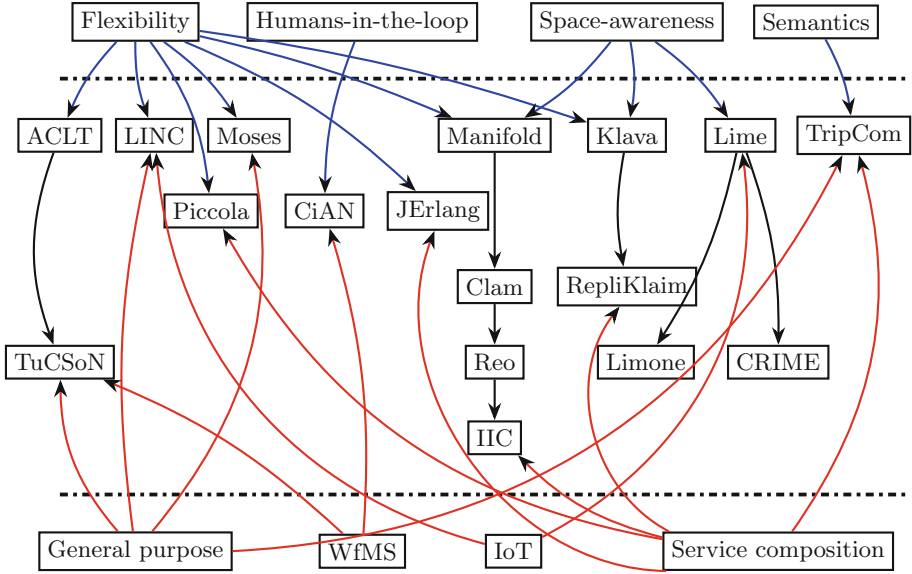 Flexibility
Humans-in-the-loop
Space-awareness
Semantics
ACLT
LINC
Moses
Manifold
Klava
Lime
TripCom
Piccola
CiAN
JErlang
Clam
RepliKlaim
TuCSoN
Reo
Limone
CRIME
IIC
General purpose
WfMS
IoT
Service composition